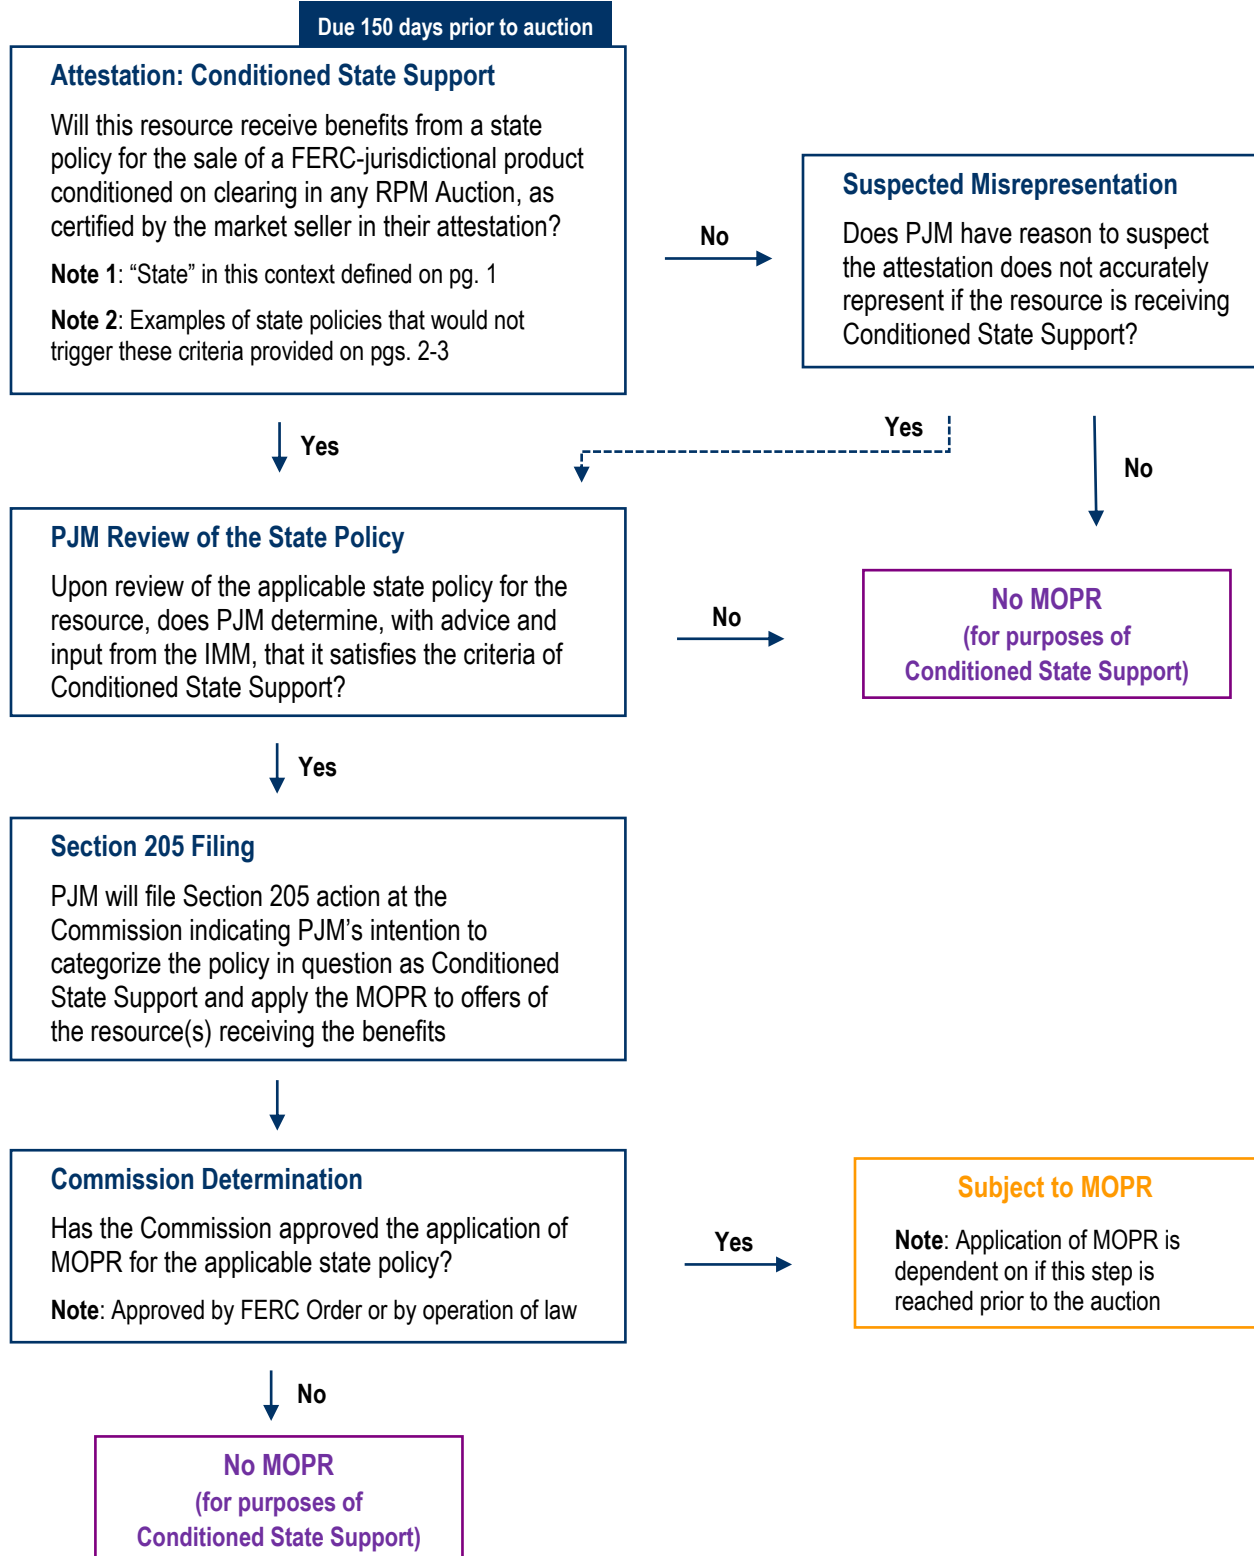 Due 150 days prior to auction
Attestation: Conditioned State Support
Will this resource receive benefits from a state
policy for the sale of a FERC-jurisdictional product
conditioned on clearing in any RPM Auction, as
certified by the market seller in their attestation?
Note 1: “State” in this context defined on pg. 1
Note 2: Examples of state policies that would not
trigger these criteria provided on pgs. 2-3
No
Suspected Misrepresentation
Does PJM have reason to suspect
the attestation does not accurately
represent if the resource is receiving
Conditioned State Support?
Yes
Yes
No
PJM Review of the State Policy
Upon review of the applicable state policy for the
resource, does PJM determine, with advice and
input from the IMM, that it satisfies the criteria of
Conditioned State Support?
No
No MOPR
(for purposes of
Conditioned State Support)
Yes
Section 205 Filing
PJM will file Section 205 action at the
Commission indicating PJM’s intention to
categorize the policy in question as Conditioned
State Support and apply the MOPR to offers of
the resource(s) receiving the benefits
Commission Determination
Has the Commission approved the application of
MOPR for the applicable state policy?
Note: Approved by FERC Order or by operation of law
Yes
Subject to MOPR
Note: Application of MOPR is
dependent on if this step is
reached prior to the auction
No
No MOPR
(for purposes of
Conditioned State Support)